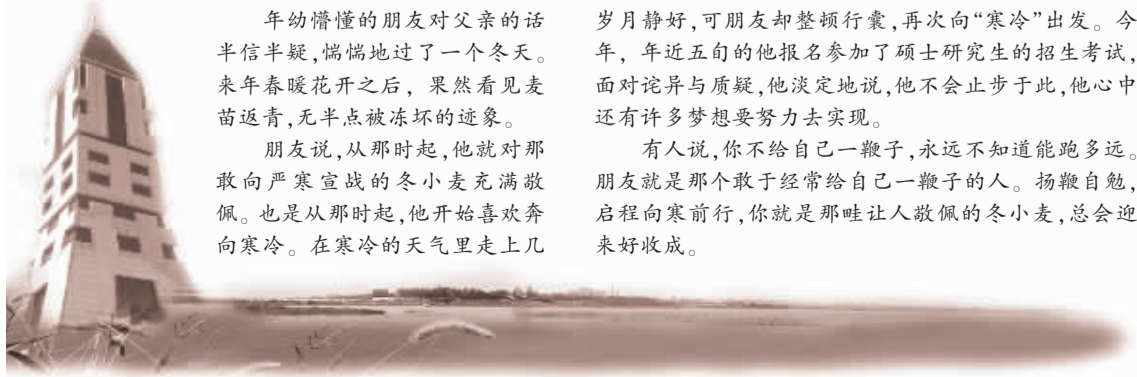 年幼懵懂的朋友对父亲的话
半信半疑，惴惴地过了一个冬天。
来年春暖花开之后，果然看见麦
苗返青，无半点被冻坏的迹象。
朋友说，从那时起，他就对那
敢向严寒宣战的冬小麦充满敬
佩。也是从那时起，他开始喜欢奔
向寒冷。在寒冷的天气里走上几
岁月静好，可朋友却整顿行囊，再次向“寒冷”出发。今
年，年近五旬的他报名参加了硕士研究生的招生考试，
面对诧异与质疑，他淡定地说，他不会止步于此，他心中
还有许多梦想要努力去实现。
有人说，你不给自己一鞭子，永远不知道能跑多远。
朋友就是那个敢于经常给自己一鞭子的人。扬鞭自勉，
启程向寒前行，你就是那畦让人敬佩的冬小麦，总会迎
来好收成。